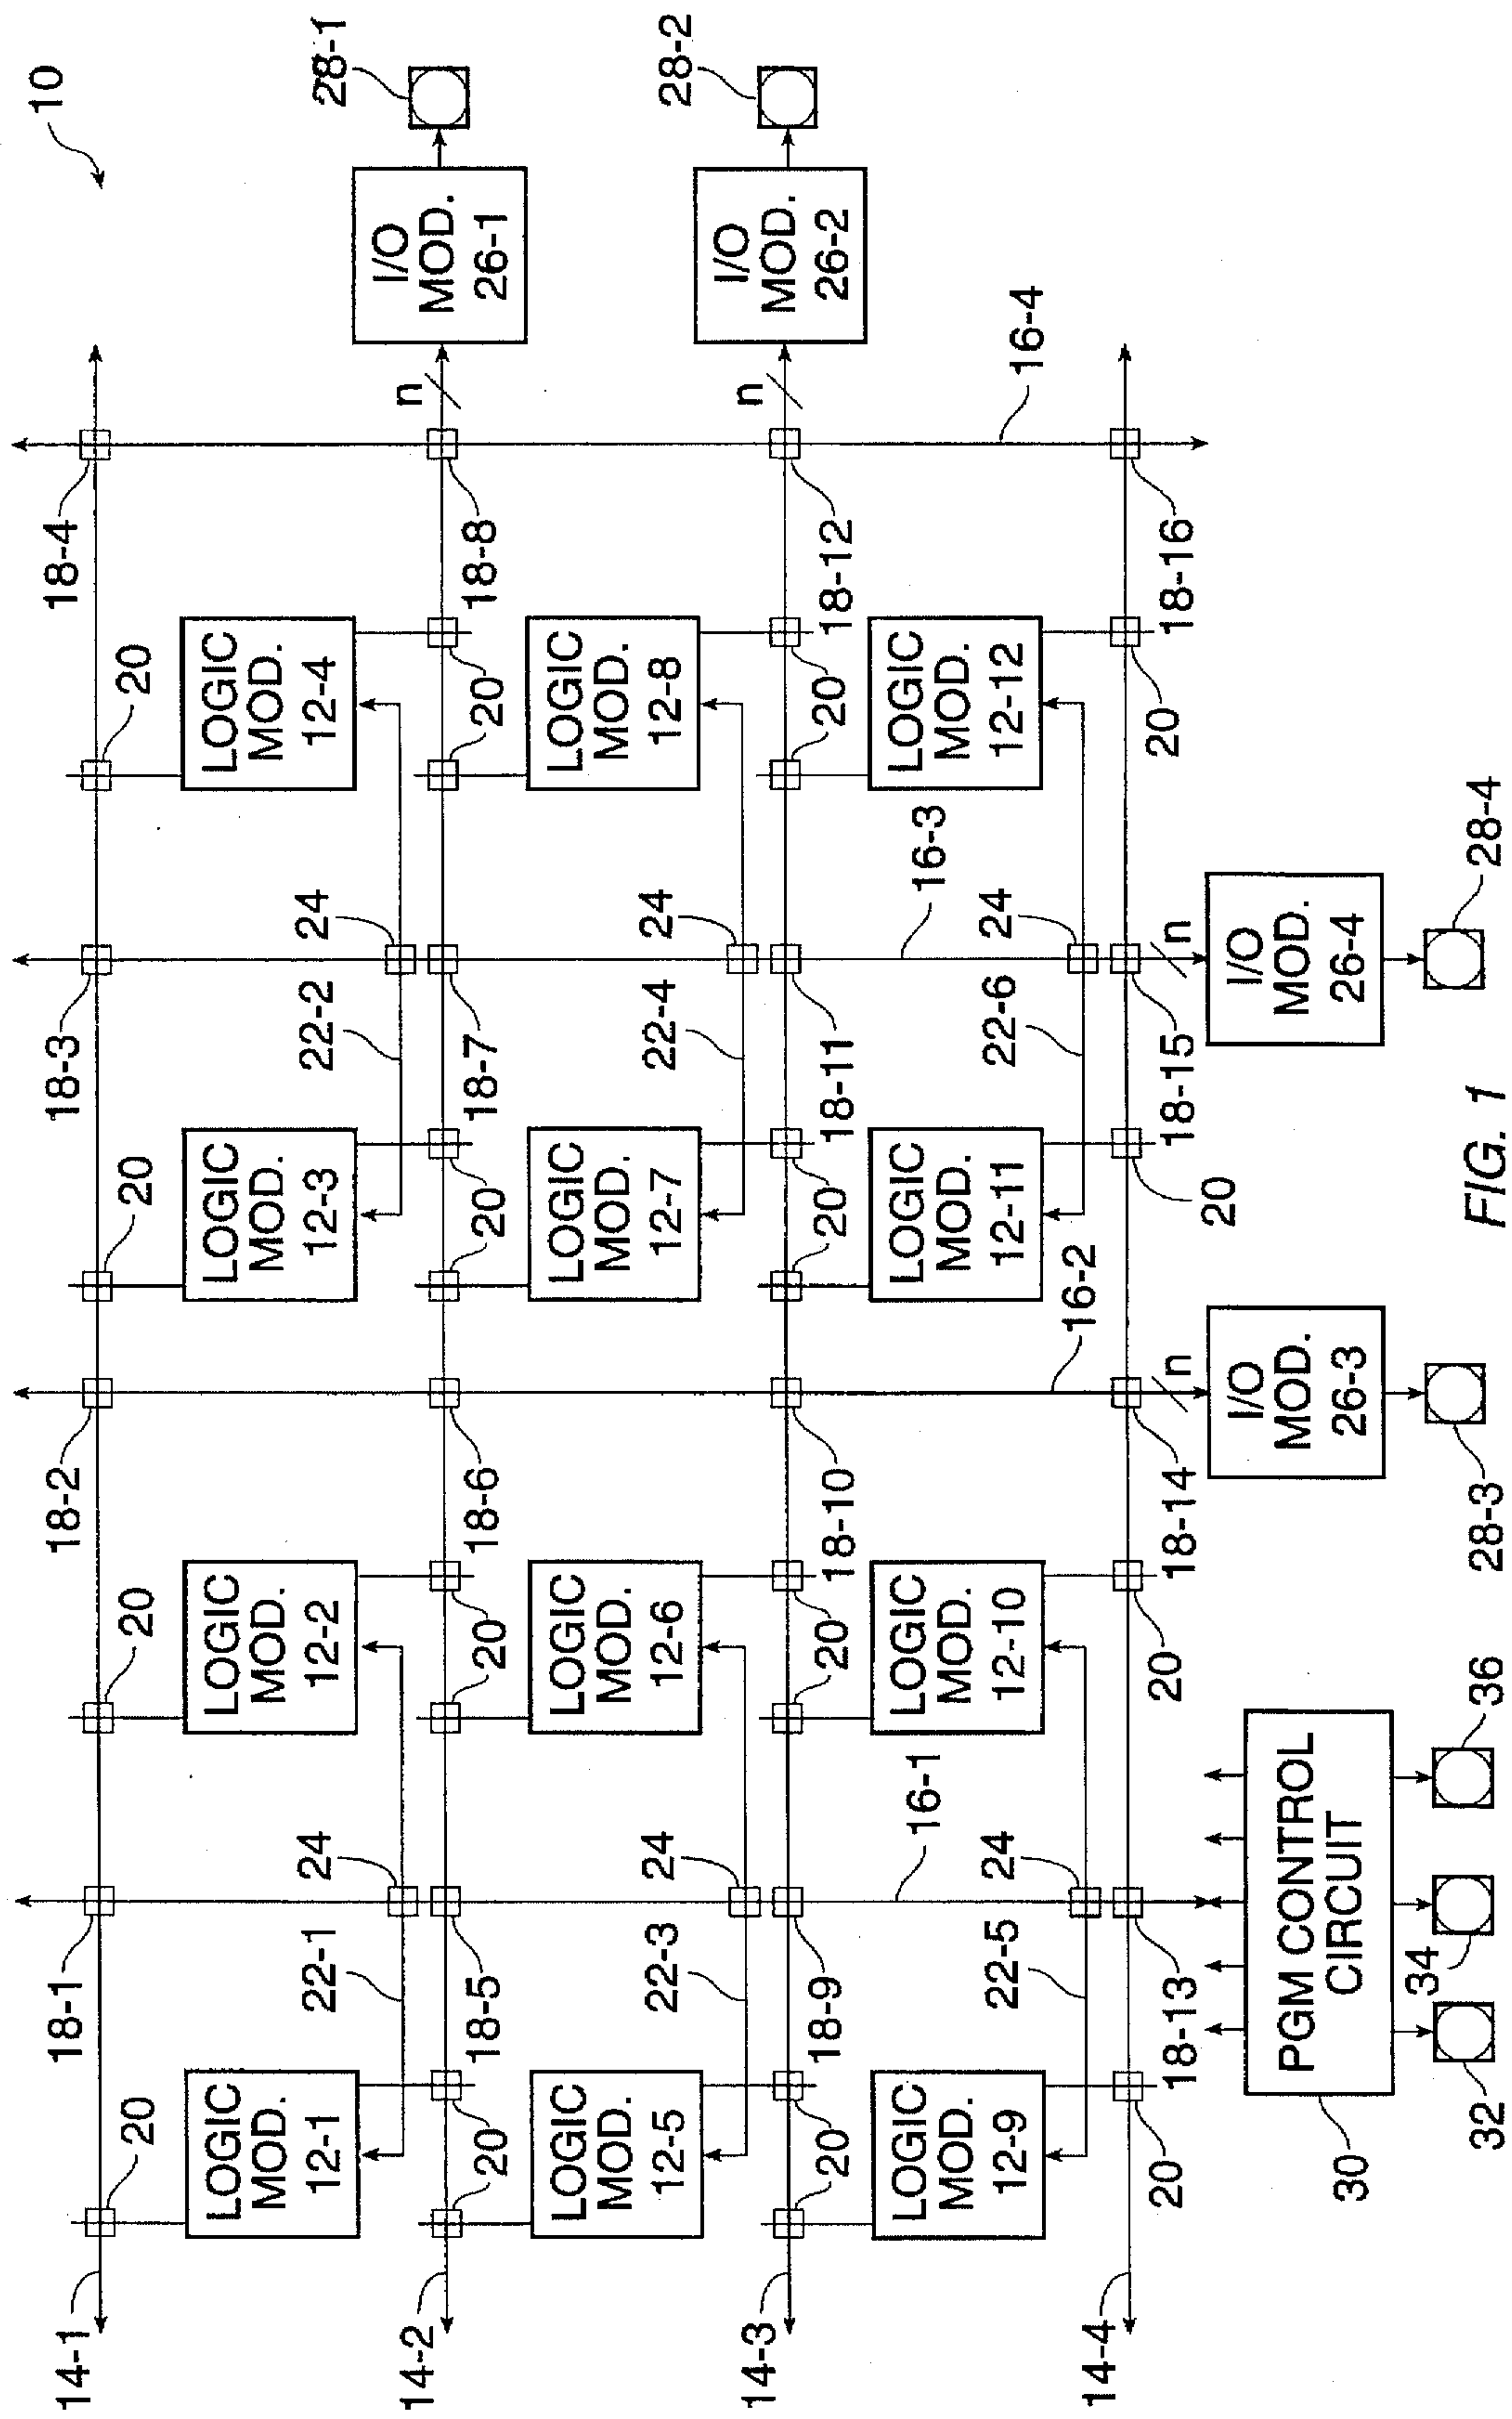 10
14-1
18-1
18-2
18-3
18-4
20
20
20
20
LOGIC
MOD.
12-1
LOGIC
MOD.
12-2
LOGIC
MOD.
12-3
LOGIC
MOD.
12-4
22-1
24
22-2
24
I/O
MOD.
26-1
28-1
n
14-2
20
18-5
20
18-6
20
18-7
20
18-8
LOGIC
MOD.
12-5
LOGIC
MOD.
12-6
LOGIC
MOD.
12-7
LOGIC
MOD.
12-8
22-3
24
22-4
24
I/O
MOD.
26-2
28-2
n
14-3
20
18-9
20
18-10
20
18-11
20
18-12
LOGIC
MOD.
12-9
LOGIC
MOD.
12-10
LOGIC
MOD.
12-11
LOGIC
MOD.
12-12
22-5
24
16-1
16-2
22-6
24
16-3
16-4
14-4
20
18-13
20
18-14
20
18-15
20
18-16
n
n
PGM CONTROL
CIRCUIT
30
32
34
36
I/O
MOD.
26-3
28-3
I/O
MOD.
26-4
28-4
FIG. 1